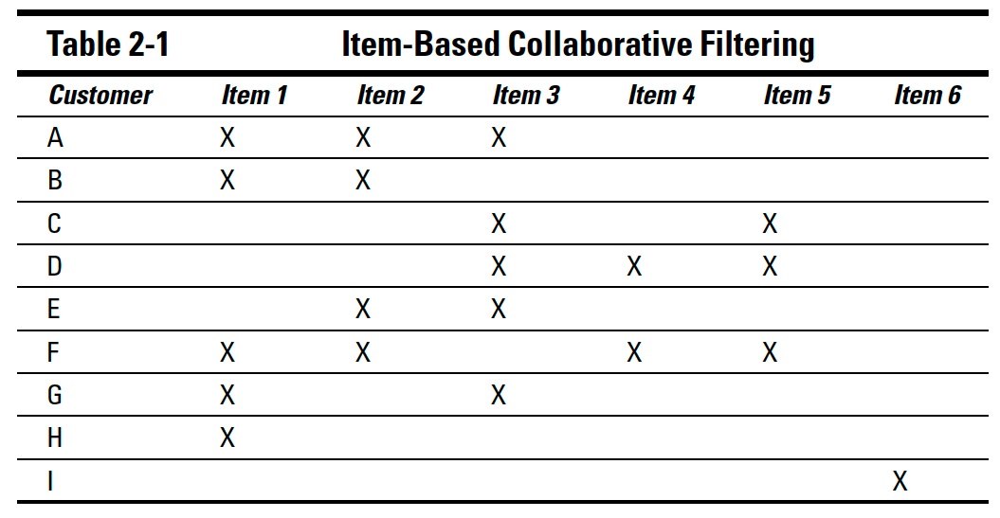 Table 2-1 Item-Based Collaborative Filtering
Customer Item 1 Item 2 Item 3 Item 4 Item 5 Item 6
A X X X
B X X
C X X
D X X X
E X X
F X X X X
G X X
H X
I X